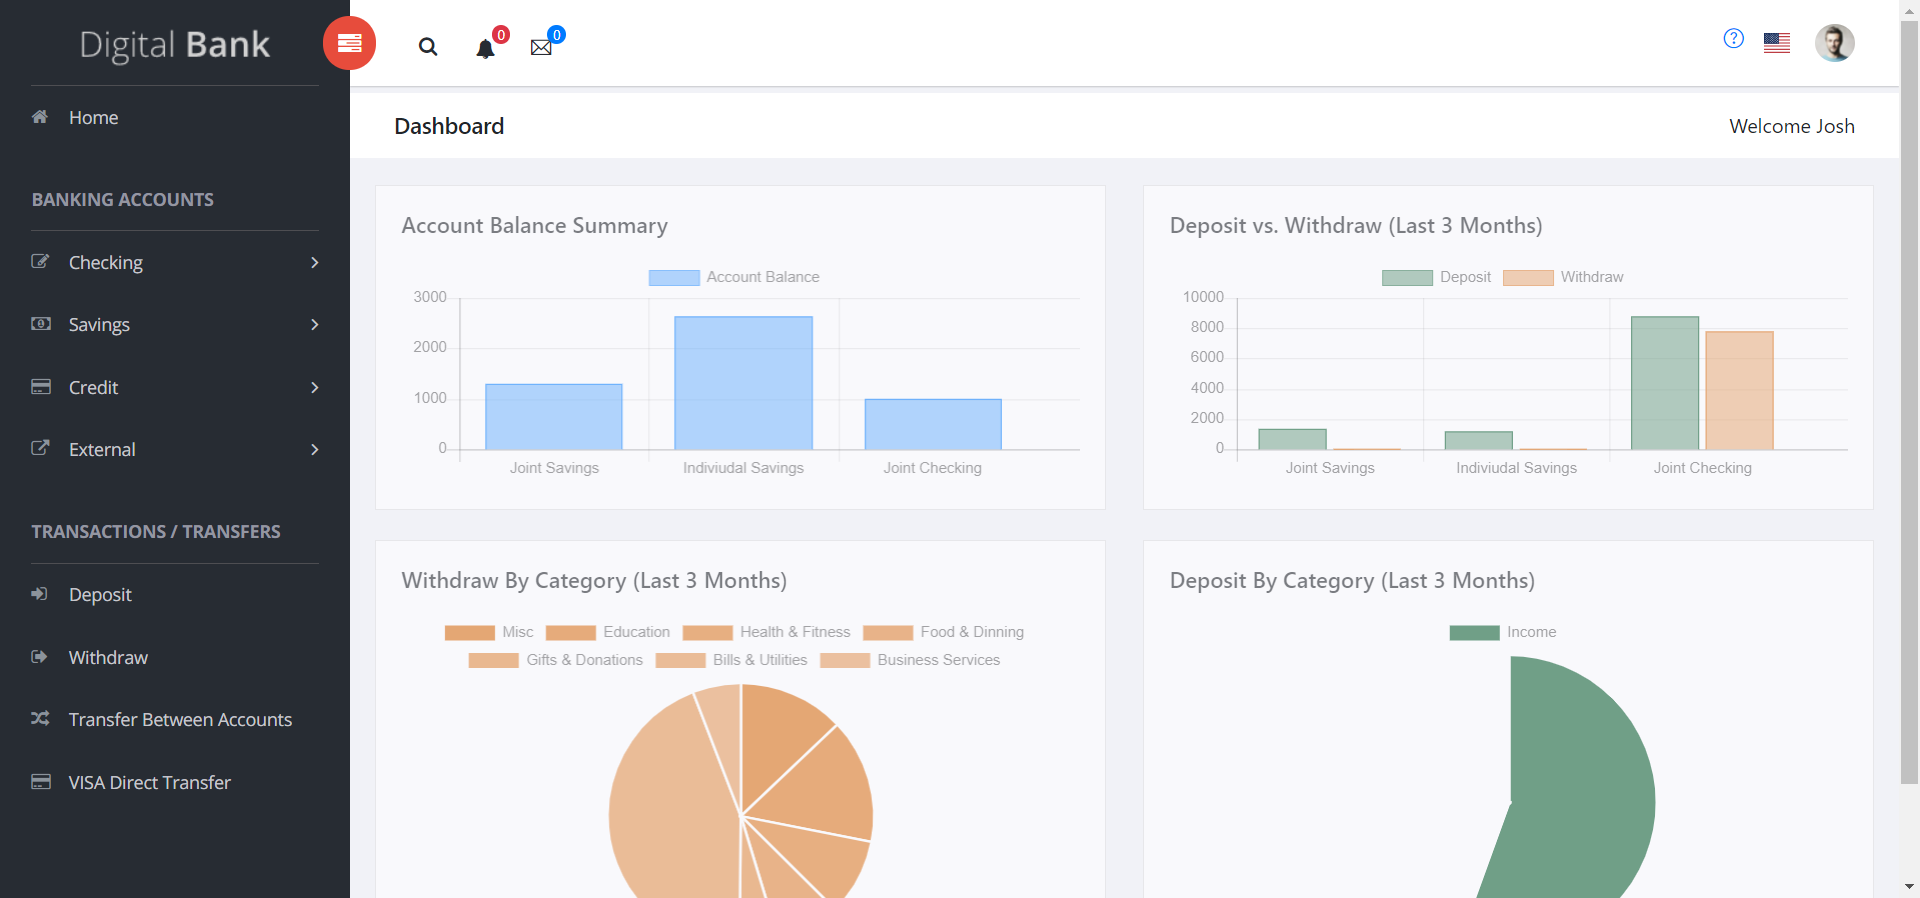 Digital Bank
0
0
?
Home
Dashboard
Welcome Josh
BANKING ACCOUNTS
Checking
Savings
Credit
External
TRANSACTIONS / TRANSFERS
Deposit
Withdraw
Transfer Between Accounts
VISA Direct Transfer
Account Balance Summary
Account Balance
3000
2000
1000
0
Joint Savings
Indiviudal Savings
Joint Checking
Deposit vs. Withdraw (Last 3 Months)
Deposit
Withdraw
10000
8000
6000
4000
2000
0
Joint Savings
Indiviudal Savings
Joint Checking
Withdraw By Category (Last 3 Months)
Misc
Education
Health & Fitness
Food & Dinning
Gifts & Donations
Bills & Utilities
Business Services
Deposit By Category (Last 3 Months)
Income